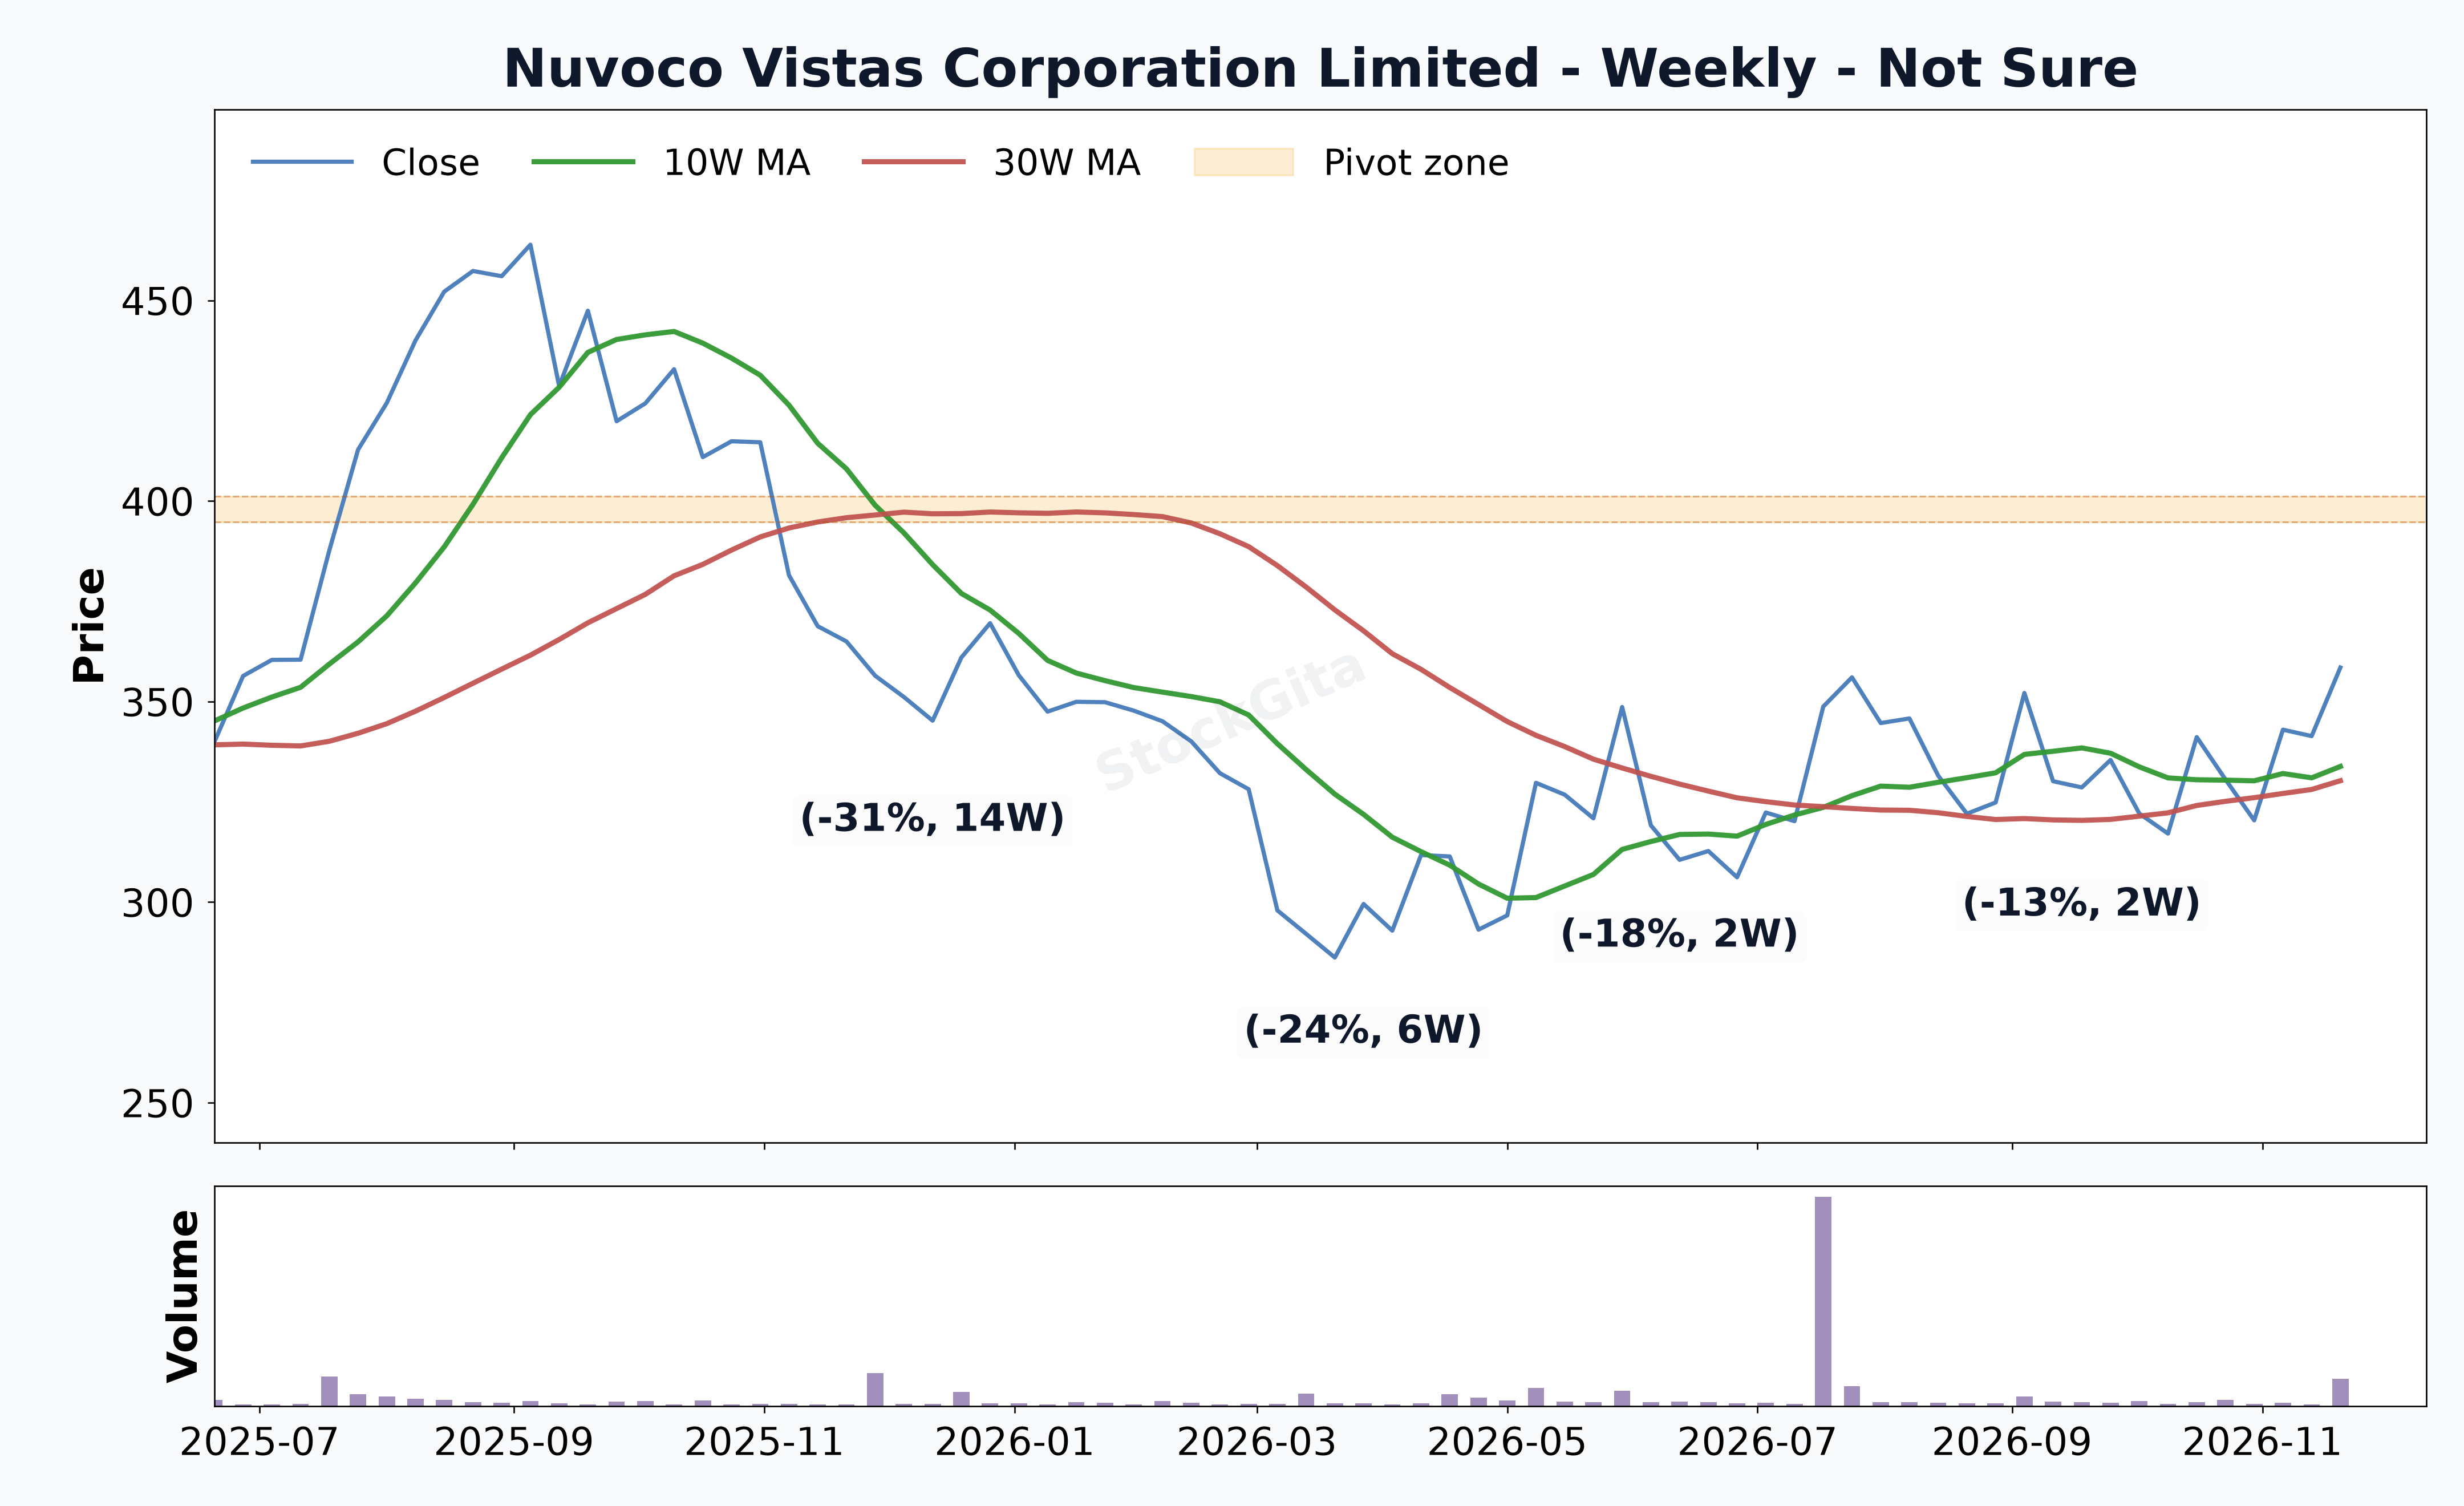 Nuvoco Vistas Corporation Limited - Weekly - Not Sure
Close 10W MA 30W MA Pivot zone
450
400
350
300
250
Price
StockGita
(-31%, 14W)
(-24%, 6W)
(-18%, 2W)
(-13%, 2W)
Volume
2025-07 2025-09 2025-11 2026-01 2026-03 2026-05 2026-07 2026-09 2026-11